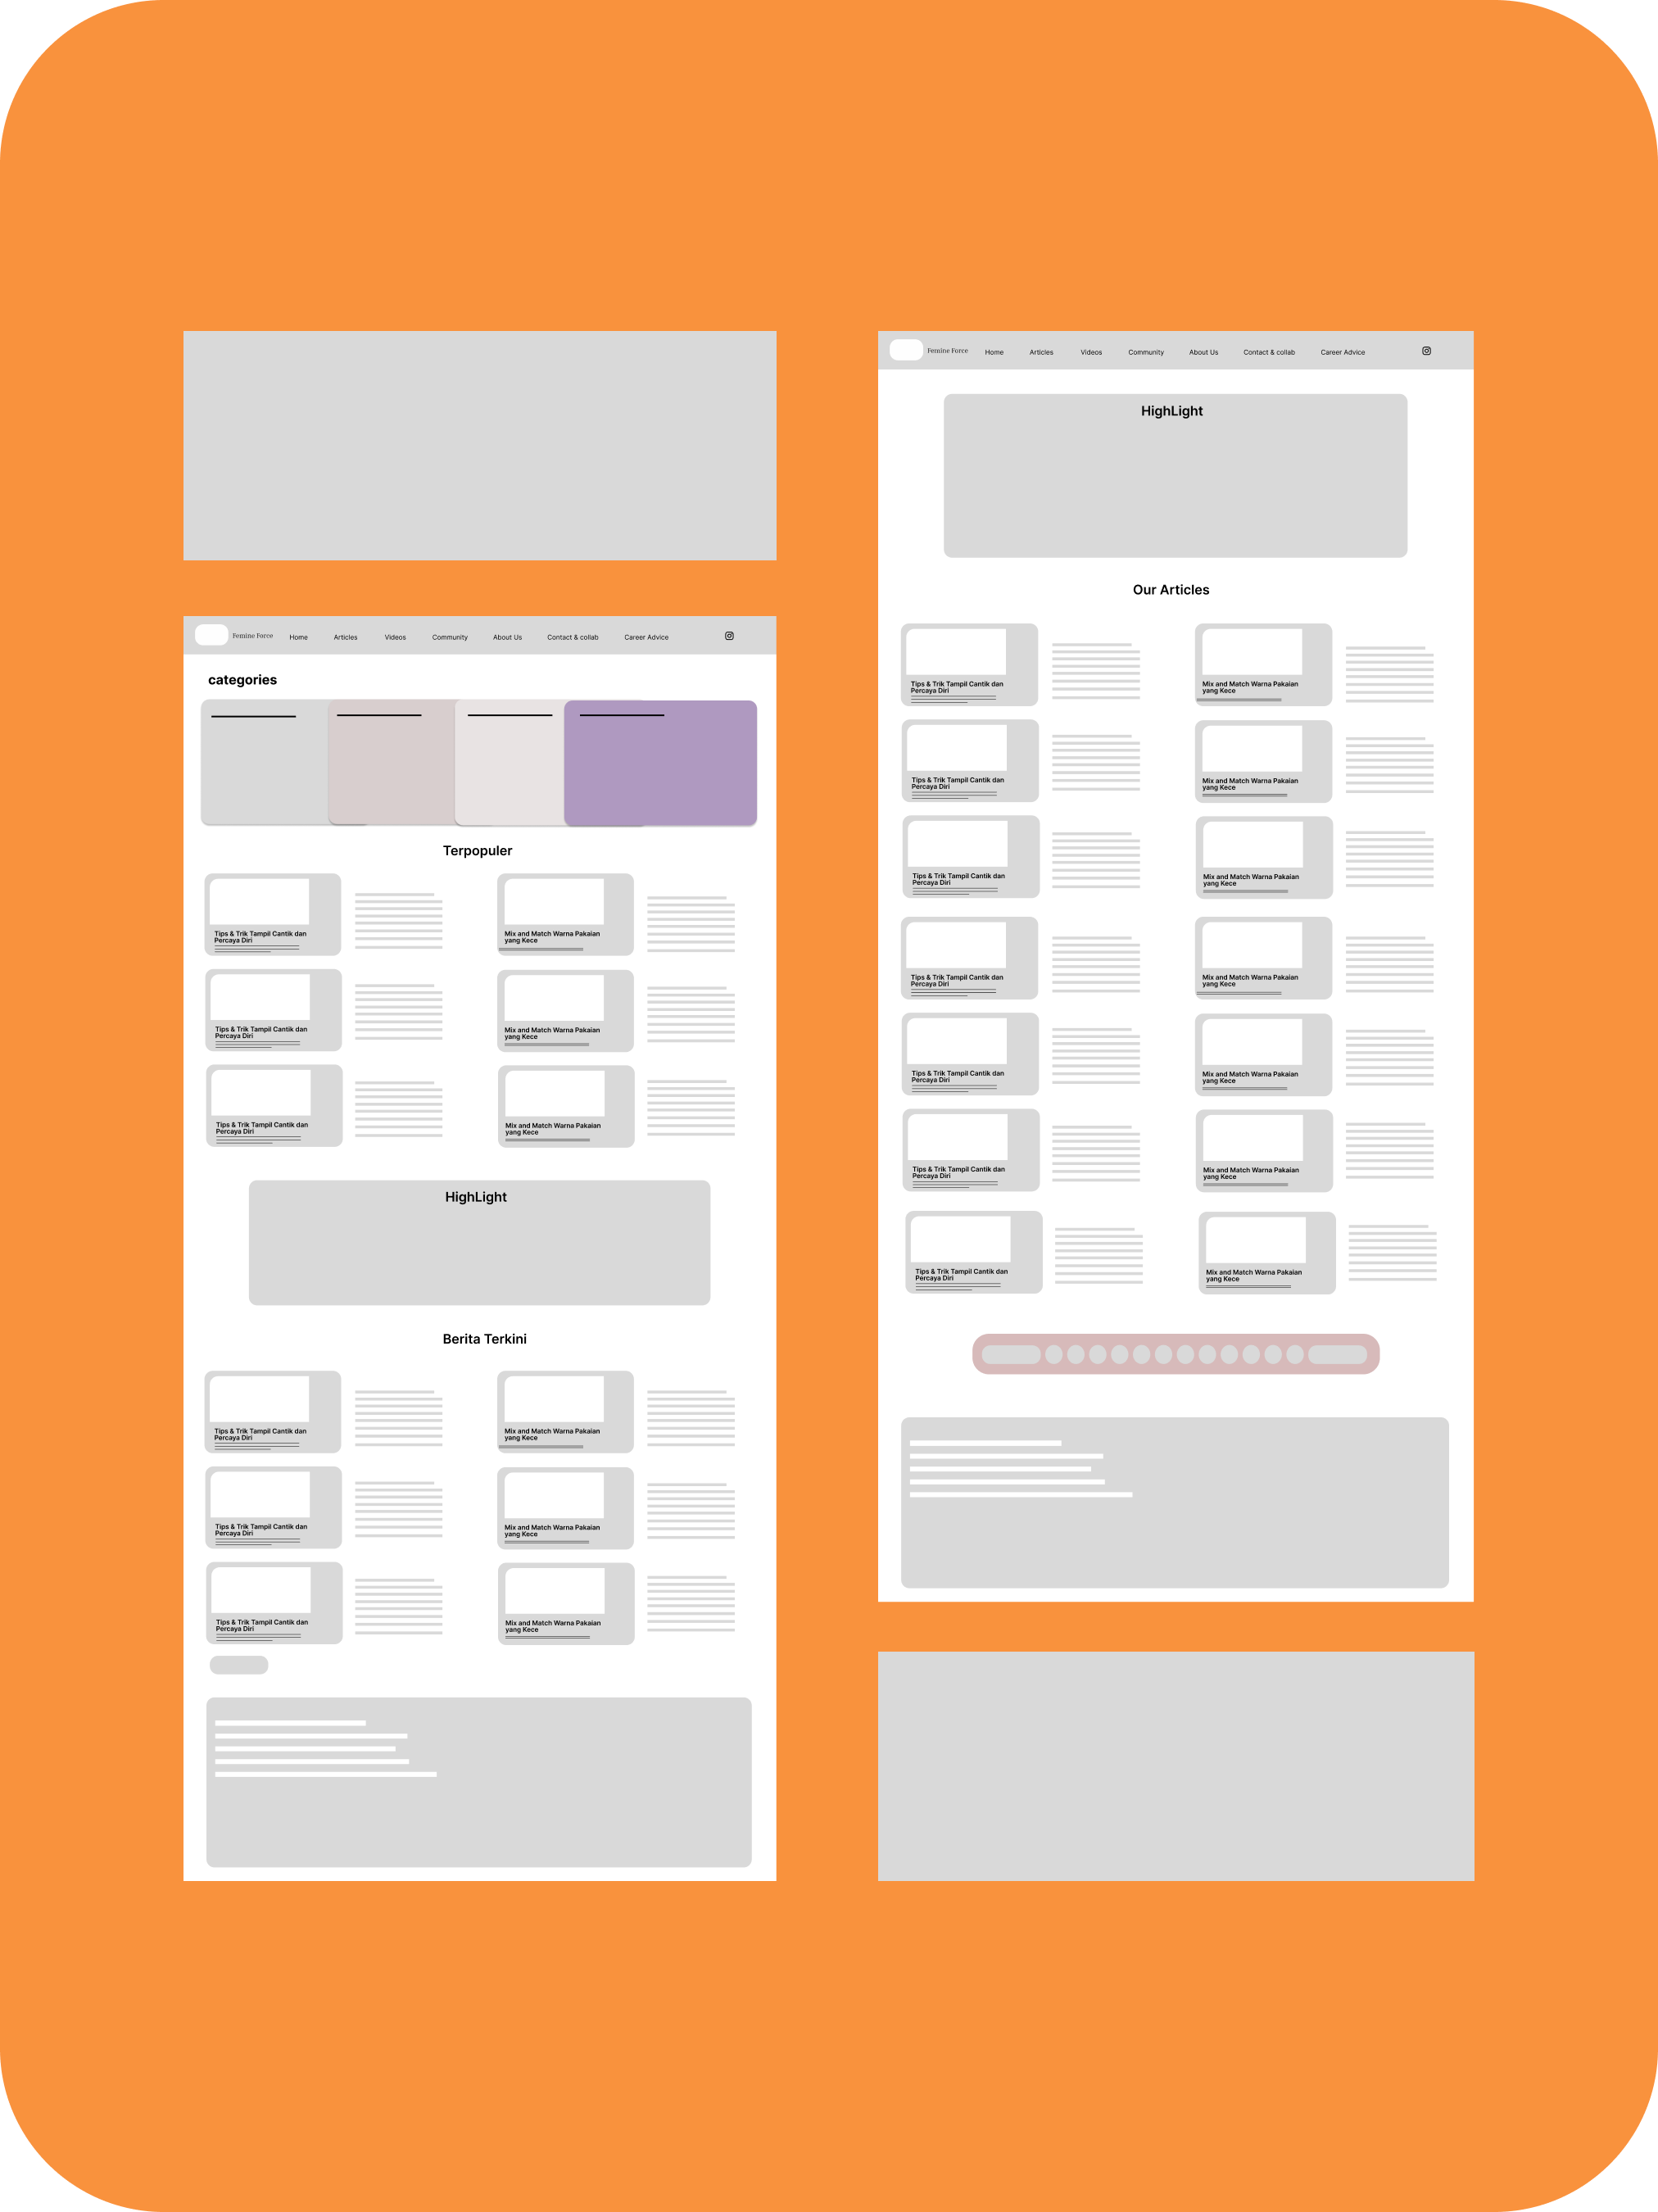 Femine Force Home Articles Videos Community About Us Contact & collab Career Advice
categories
Terpopuler
Tips & Trik Tampil Cantik dan
Percaya Diri
Mix and Match Warna Pakaian
yang Kece
Tips & Trik Tampil Cantik dan
Percaya Diri
Mix and Match Warna Pakaian
yang Kece
Tips & Trik Tampil Cantik dan
Percaya Diri
Mix and Match Warna Pakaian
yang Kece
HighLight
Berita Terkini
Tips & Trik Tampil Cantik dan
Percaya Diri
Mix and Match Warna Pakaian
yang Kece
Tips & Trik Tampil Cantik dan
Percaya Diri
Mix and Match Warna Pakaian
yang Kece
Tips & Trik Tampil Cantik dan
Percaya Diri
Mix and Match Warna Pakaian
yang Kece
Femine Force Home Articles Videos Community About Us Contact & collab Career Advice
HighLight
Our Articles
Tips & Trik Tampil Cantik dan
Percaya Diri
Mix and Match Warna Pakaian
yang Kece
Tips & Trik Tampil Cantik dan
Percaya Diri
Mix and Match Warna Pakaian
yang Kece
Tips & Trik Tampil Cantik dan
Percaya Diri
Mix and Match Warna Pakaian
yang Kece
Tips & Trik Tampil Cantik dan
Percaya Diri
Mix and Match Warna Pakaian
yang Kece
Tips & Trik Tampil Cantik dan
Percaya Diri
Mix and Match Warna Pakaian
yang Kece
Tips & Trik Tampil Cantik dan
Percaya Diri
Mix and Match Warna Pakaian
yang Kece
Tips & Trik Tampil Cantik dan
Percaya Diri
Mix and Match Warna Pakaian
yang Kece